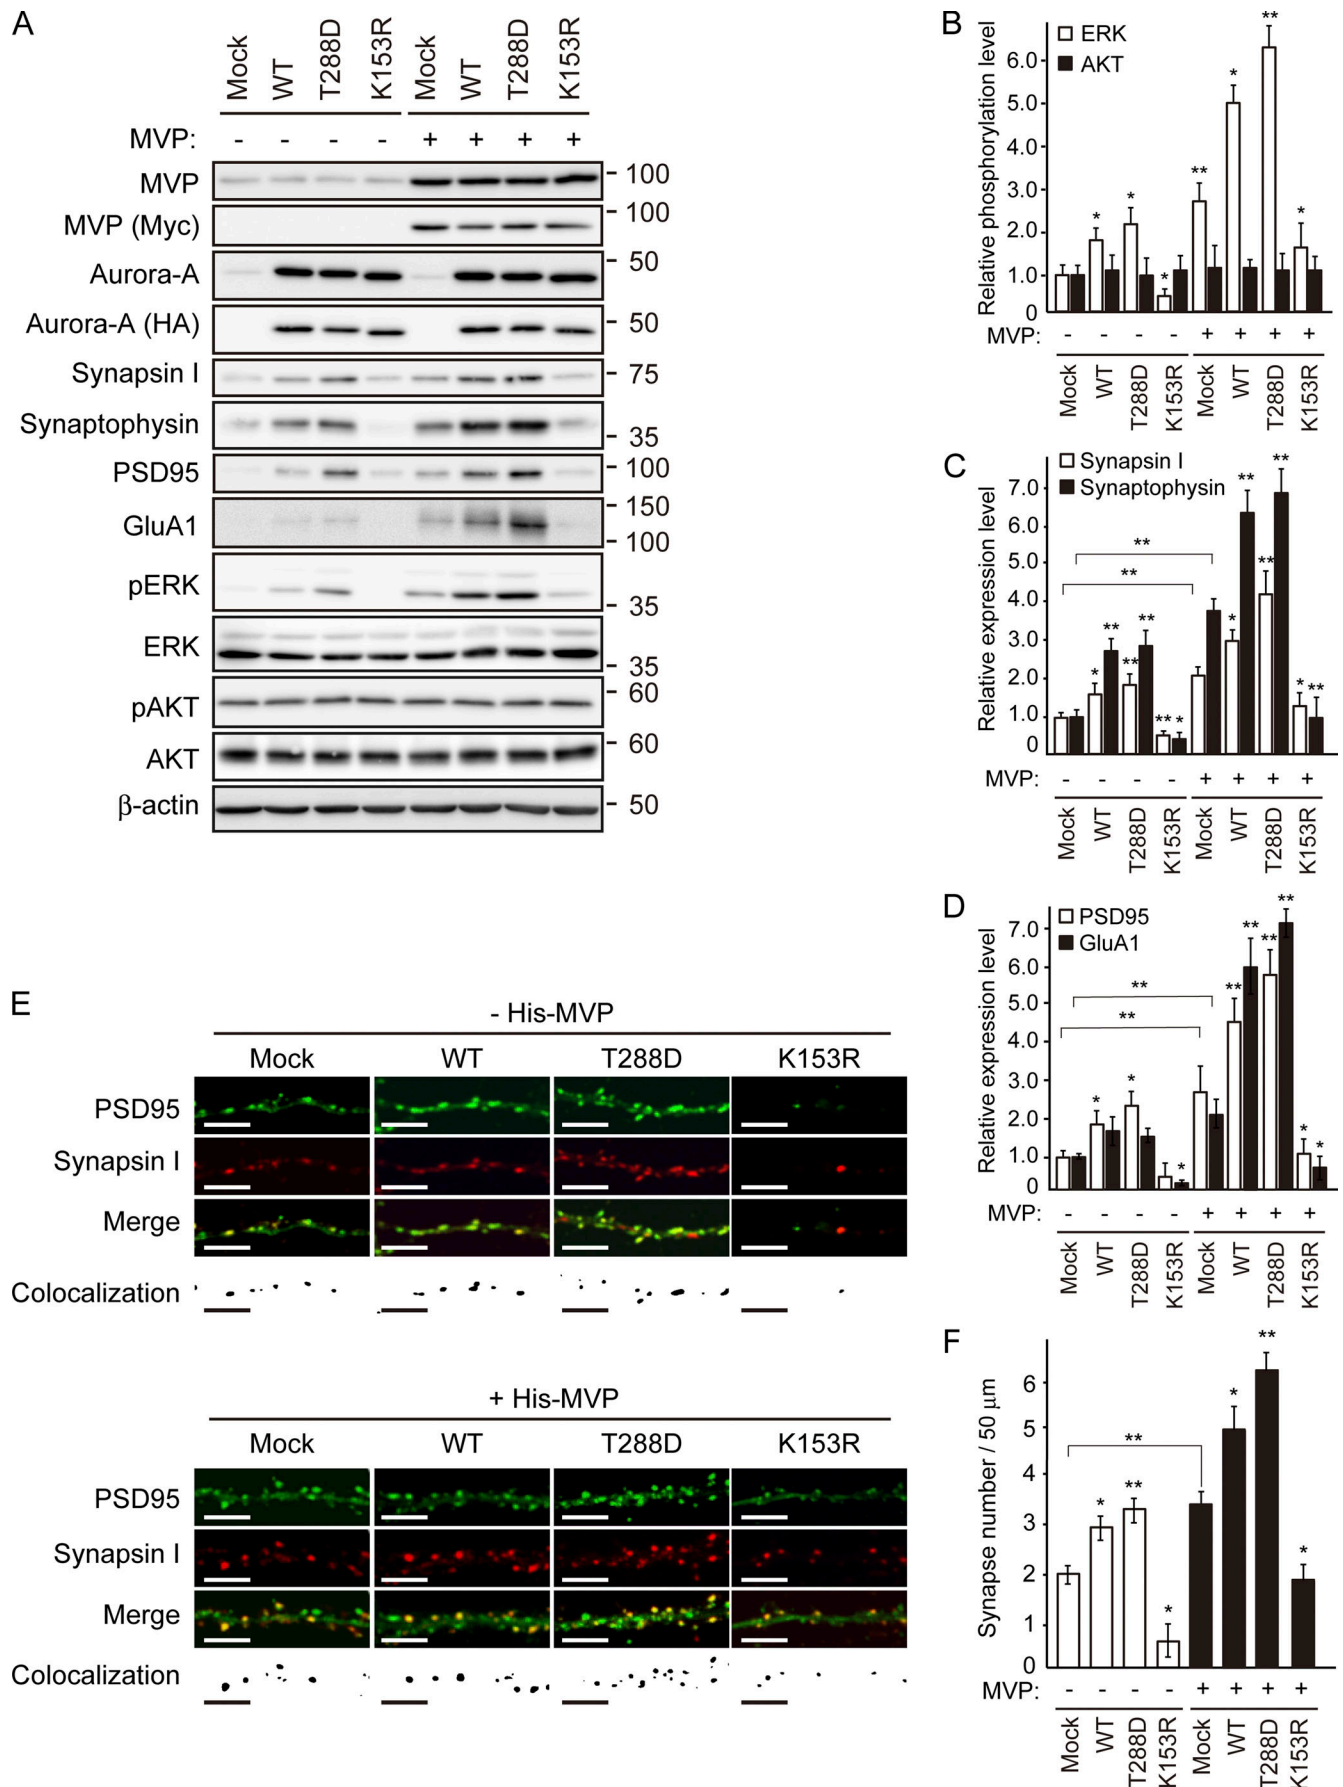 A
Mock WT T288D K153R Mock WT T288D K153R
MVP: - - - - + + + +
MVP 100
MVP (Myc) 100
Aurora-A 50
Aurora-A (HA) 50
Synapsin I 75
Synaptophysin 35
PSD95 100
GluA1 150
100
pERK 35
ERK 35
pAKT 60
AKT 60
β-actin 50
B
ERK
AKT
Relative phosphorylation level
6.0
5.0
4.0
3.0
2.0
1.0
0
* * * ** * ** *
MVP: - - - - + + + +
Mock WT T288D K153R Mock WT T288D K153R
C
Synapsin I
Synaptophysin
Relative expression level
7.0
6.0
5.0
4.0
3.0
2.0
1.0
0
**
**
* ** ** ** ** * * ** ** ** * **
MVP: - - - - + + + +
Mock WT T288D K153R Mock WT T288D K153R
D
PSD95
GluA1
Relative expression level
7.0
6.0
5.0
4.0
3.0
2.0
1.0
0
**
**
* * * ** ** ** ** * *
MVP: - - - - + + + +
Mock WT T288D K153R Mock WT T288D K153R
E
- His-MVP
Mock WT T288D K153R
PSD95
Synapsin I
Merge
Colocalization
+ His-MVP
Mock WT T288D K153R
PSD95
Synapsin I
Merge
Colocalization
F
Synapse number / 50 μm
6
5
4
3
2
1
0
**
* ** * * ** *
MVP: - - - - + + + +
Mock WT T288D K153R Mock WT T288D K153R